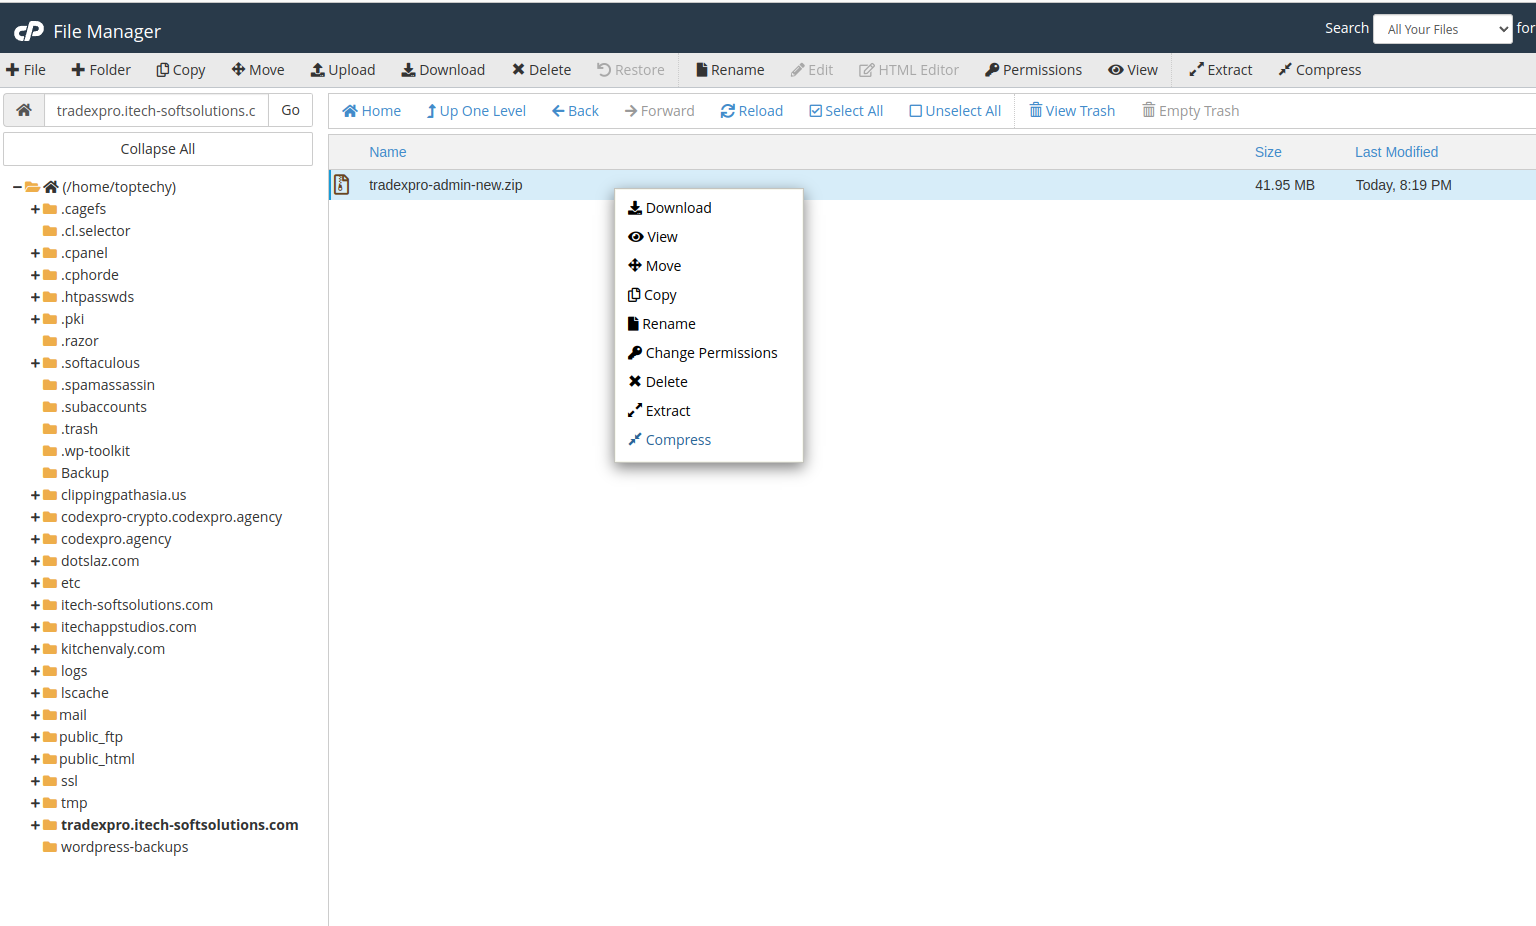 cP File Manager
Search All Your Files for
File Folder Copy Move Upload Download Delete Restore Rename Edit HTML Editor Permissions View Extract Compress
tradexpro.itech-softsolutions.c Go
Home Up One Level Back Forward Reload Select All Unselect All View Trash Empty Trash
Collapse All
Name Size Last Modified
tradexpro-admin-new.zip 41.95 MB Today, 8:19 PM
Download
View
Move
Copy
Rename
Change Permissions
Delete
Extract
Compress
(/home/toptechy)
.cagefs
.cl.selector
.cpanel
.cphorde
.htpasswds
.pki
.razor
.softaculous
.spamassassin
.subaccounts
.trash
.wp-toolkit
Backup
clippingpathasia.us
codexpro-crypto.codexpro.agency
codexpro.agency
dotslaz.com
etc
itech-softsolutions.com
itechappstudios.com
kitchenvaly.com
logs
lscache
mail
public_ftp
public_html
ssl
tmp
tradexpro.itech-softsolutions.com
wordpress-backups